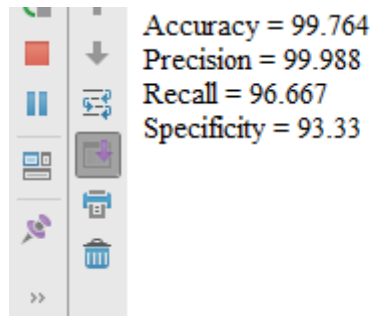 Accuracy = 99.764
Precision = 99.988
Recall = 96.667
Specificity = 93.33